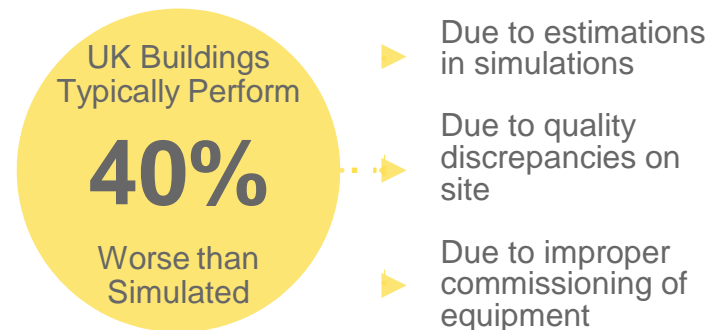 UK Buildings
Typically Perform
40%
Worse than
Simulated
Due to estimations
in simulations
Due to quality
discrepancies on
site
Due to improper
commissioning of
equipment